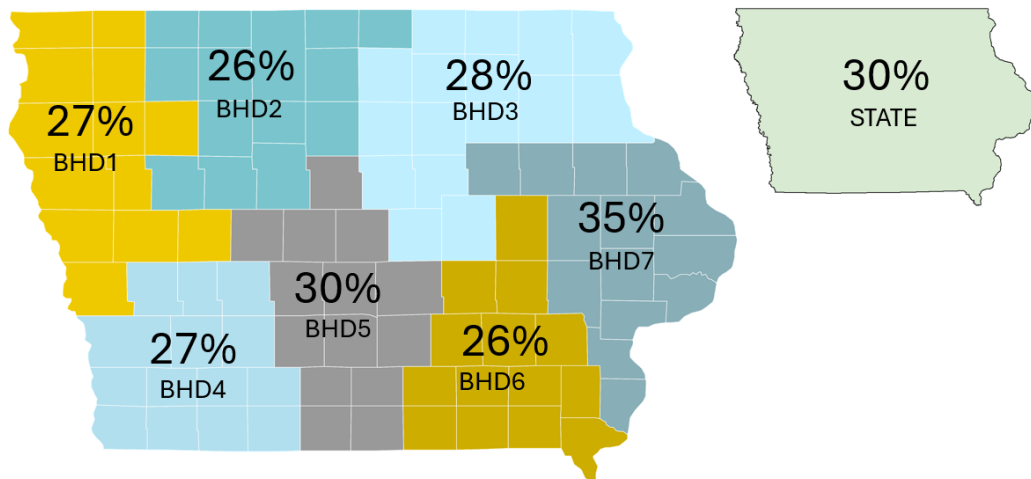 26%
BHD2
28%
BHD3
30%
STATE
27%
BHD1
35%
BHD7
30%
BHD5
27%
BHD4
26%
BHD6